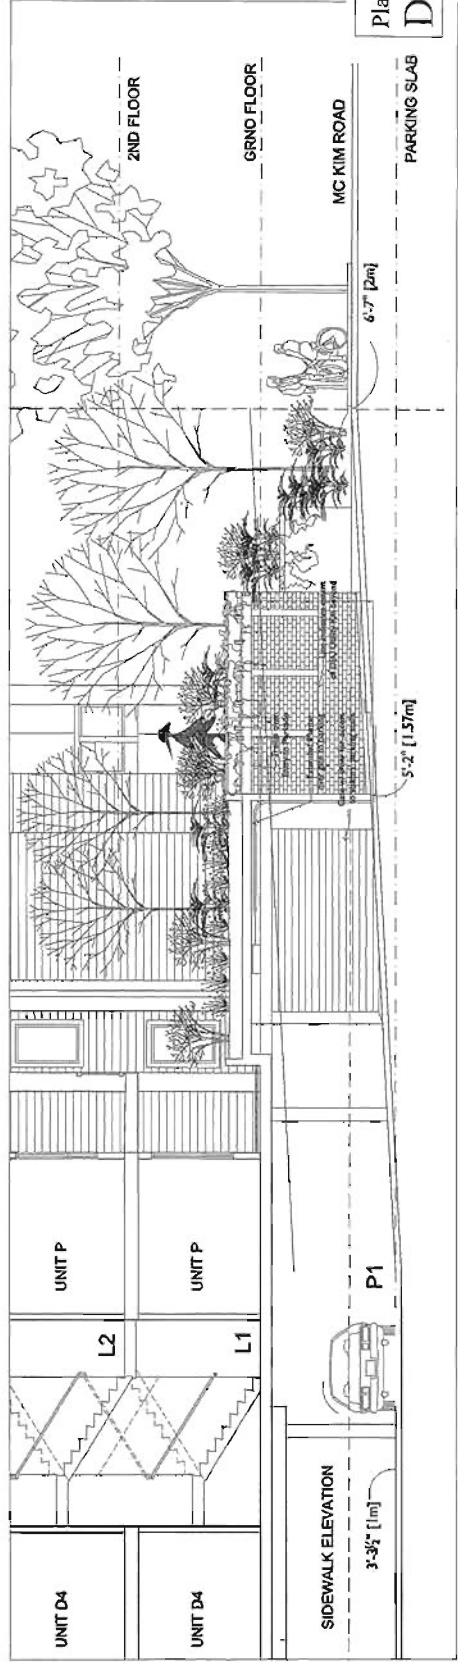 UNIT D4
UNIT D4
L2
L1
UNIT P
UNIT P
SIDEWALK ELEVATION
3'-3½" [1m]
P1
5'-2" [1.57m]
6'-7" [2m]
2ND FLOOR
GRND FLOOR
MC KIM ROAD
PARKING SLAB
Pla
D